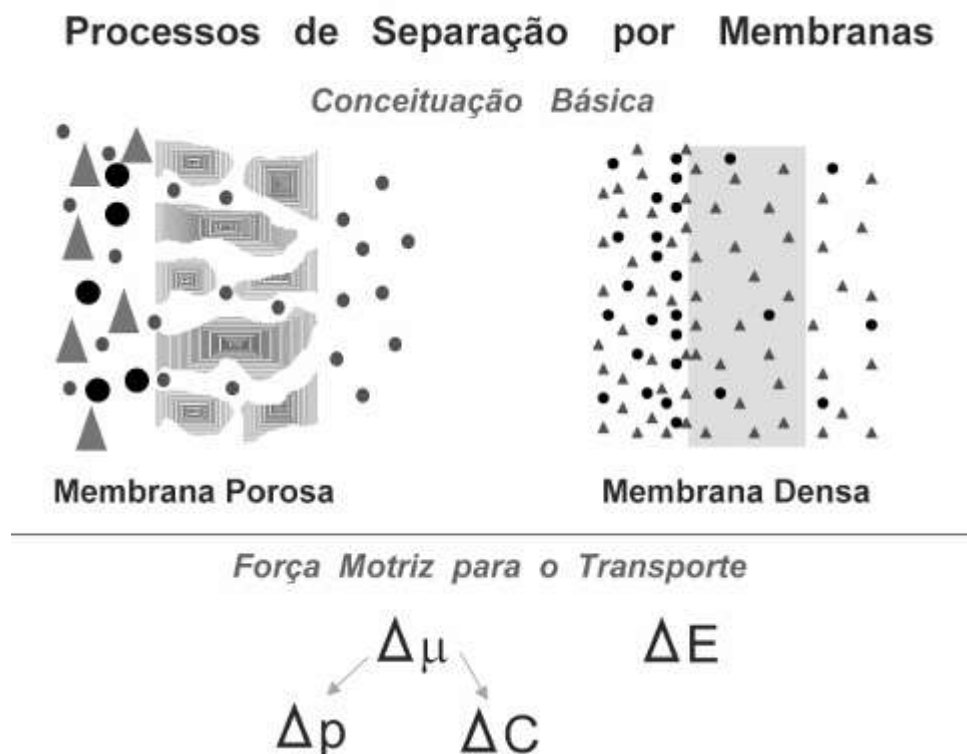 Processos de Separação por Membranas
Conceituação Básica
Membrana Porosa Membrana Densa
Força Motriz para o Transporte
Δμ ΔE
Δp ΔC